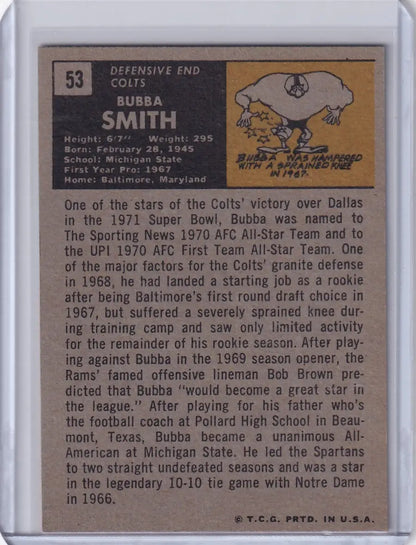 53
DEFENSIVE END
COLTS
BUBBA
SMITH
Height: 6'7" Weight: 295
Born: February 28, 1945
School: Michigan State
First Year Pro: 1967
Home: Baltimore, Maryland
BUBBA WAS HAMPERED
WITH A SPRAINED KNEE
IN 1967.
One of the stars of the Colts' victory over Dallas
in the 1971 Super Bowl, Bubba was named to
The Sporting News 1970 AFC All-Star Team and to
the UPI 1970 AFC First Team All-Star Team. One
of the major factors for the Colts' granite defense
in 1968, he had landed a starting job as a rookie
after being Baltimore's first round draft choice in
1967, but suffered a severely sprained knee dur-
ing training camp and saw only limited activity
for the remainder of his rookie season. After play-
ing against Bubba in the 1969 season opener, the
Rams' famed offensive lineman Bob Brown pre-
dicted that Bubba "would become a great star in
the league." After playing for his father who's
the football coach at Pollard High School in Beau-
mont, Texas, Bubba became a unanimous All-
American at Michigan State. He led the Spartans
to two straight undefeated seasons and was a star
in the legendary 10-10 tie game with Notre Dame
in 1966.
© T.C.G. PRTD. IN U.S.A.